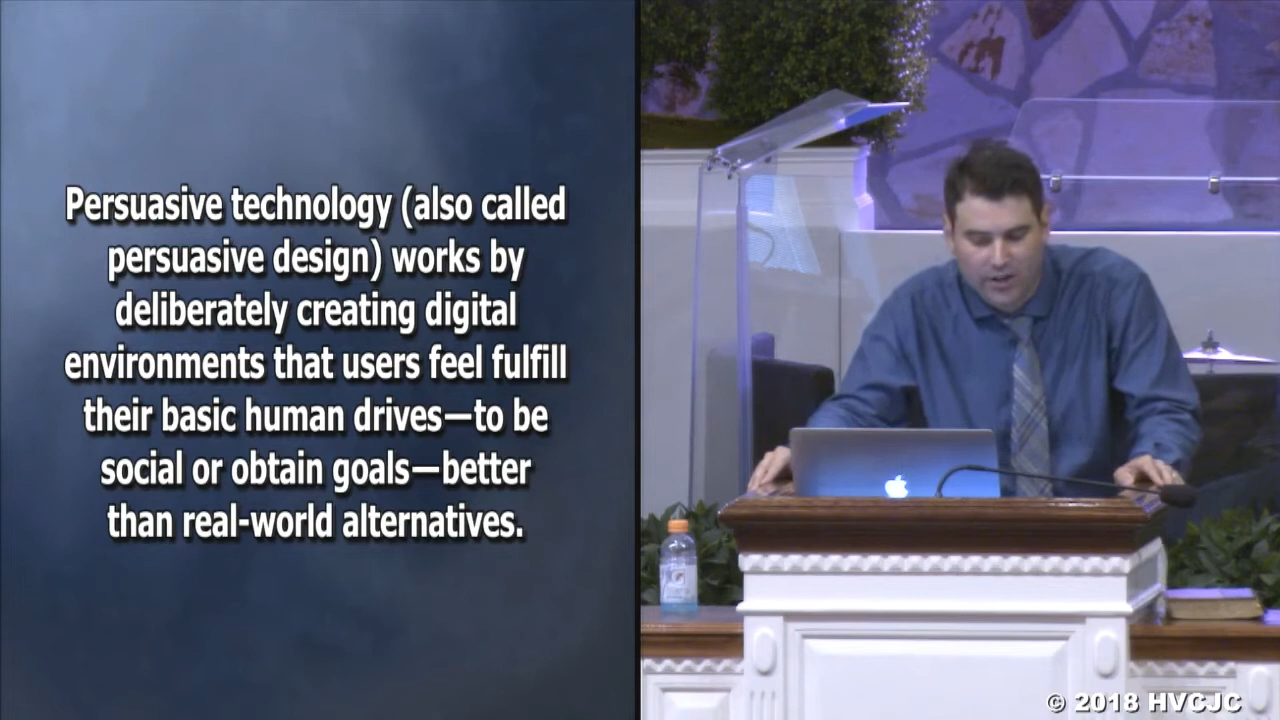 Persuasive technology (also called
persuasive design) works by
deliberately creating digital
environments that users feel fulfill
their basic human drives—to be
social or obtain goals—better
than real-world alternatives.
© 2018 HVCJC